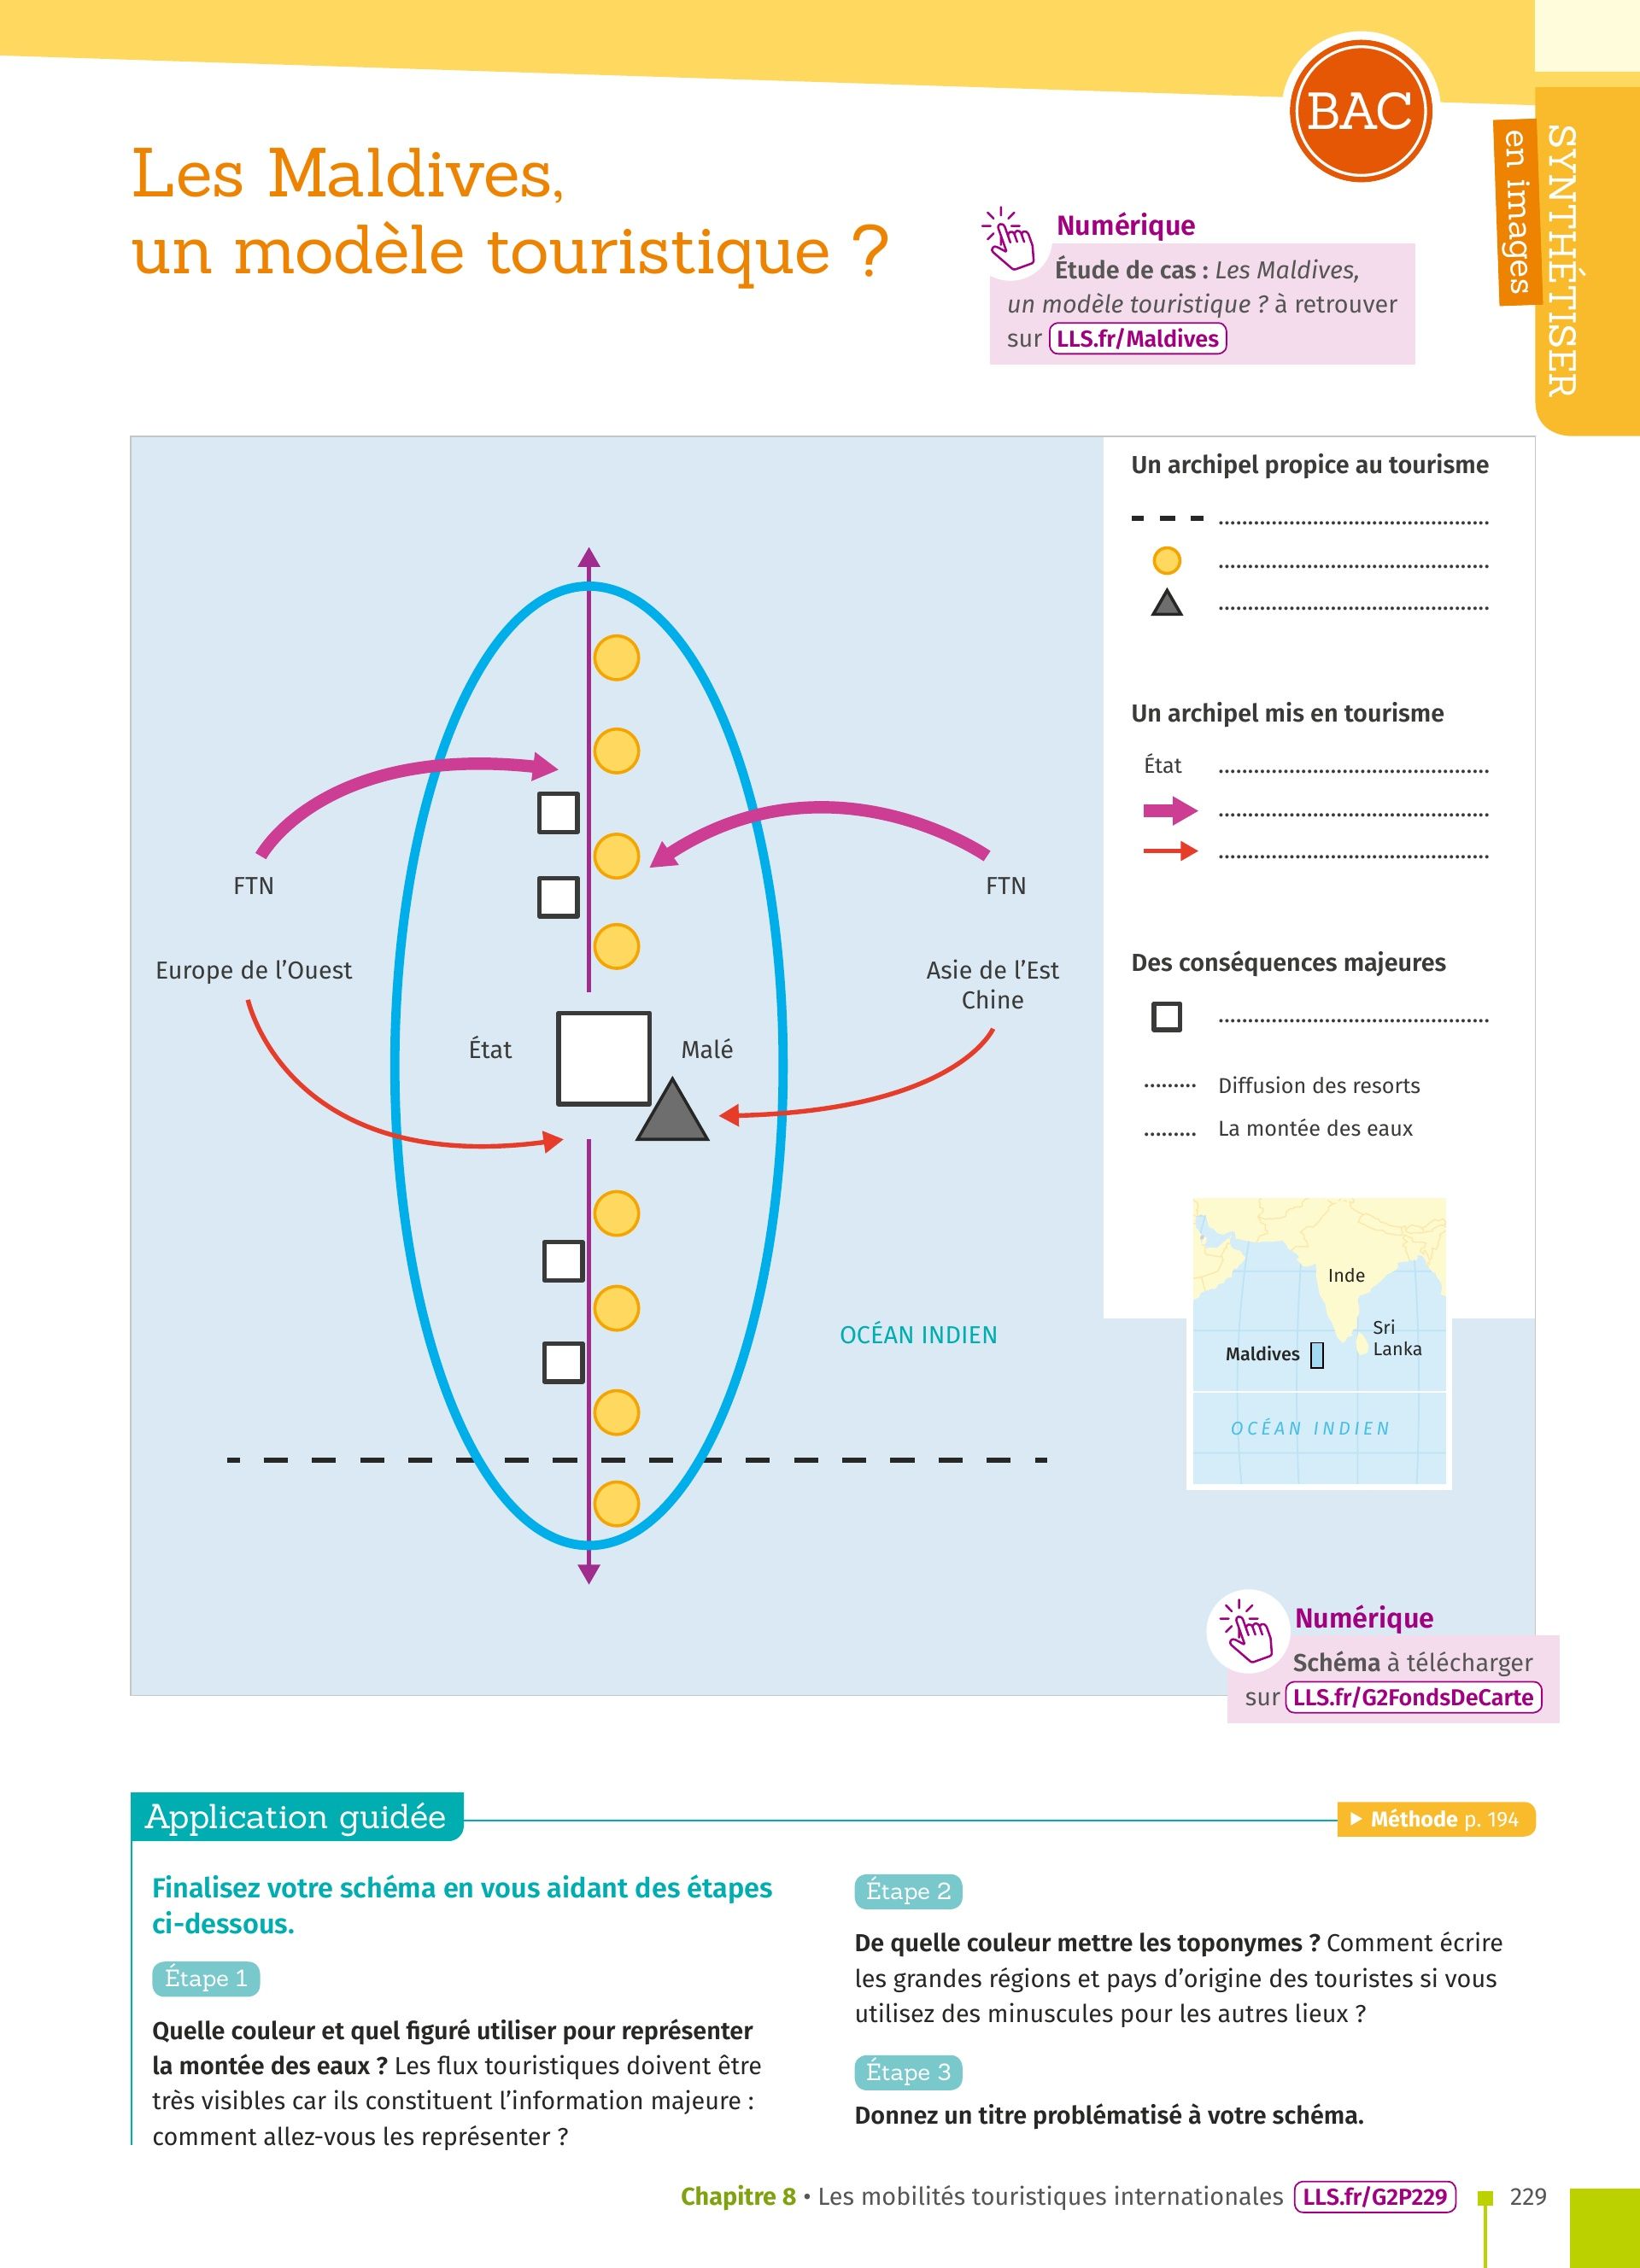 BAC
SYNTHÉTISER
en images
Les Maldives,
un modèle touristique ?
Numérique
Étude de cas : Les Maldives,
un modèle touristique ? à retrouver
sur LLS.fr/Maldives
Un archipel propice au tourisme
Un archipel mis en tourisme
État
Des conséquences majeures
Diffusion des resorts
La montée des eaux
FTN
FTN
Europe de l'Ouest
Asie de l'Est
Chine
État
Malé
OCÉAN INDIEN
Inde
Sri
Lanka
Maldives
OCÉAN INDIEN
Numérique
Schéma à télécharger
sur LLS.fr/G2FondsDeCarte
Application guidée
Méthode p. 194
Finalisez votre schéma en vous aidant des étapes
ci-dessous.
Étape 1
Quelle couleur et quel figuré utiliser pour représenter
la montée des eaux ? Les flux touristiques doivent être
très visibles car ils constituent l'information majeure :
comment allez-vous les représenter ?
Étape 2
De quelle couleur mettre les toponymes ? Comment écrire
les grandes régions et pays d'origine des touristes si vous
utilisez des minuscules pour les autres lieux ?
Étape 3
Donnez un titre problématisé à votre schéma.
Chapitre 8 • Les mobilités touristiques internationales LLS.fr/G2P229 229